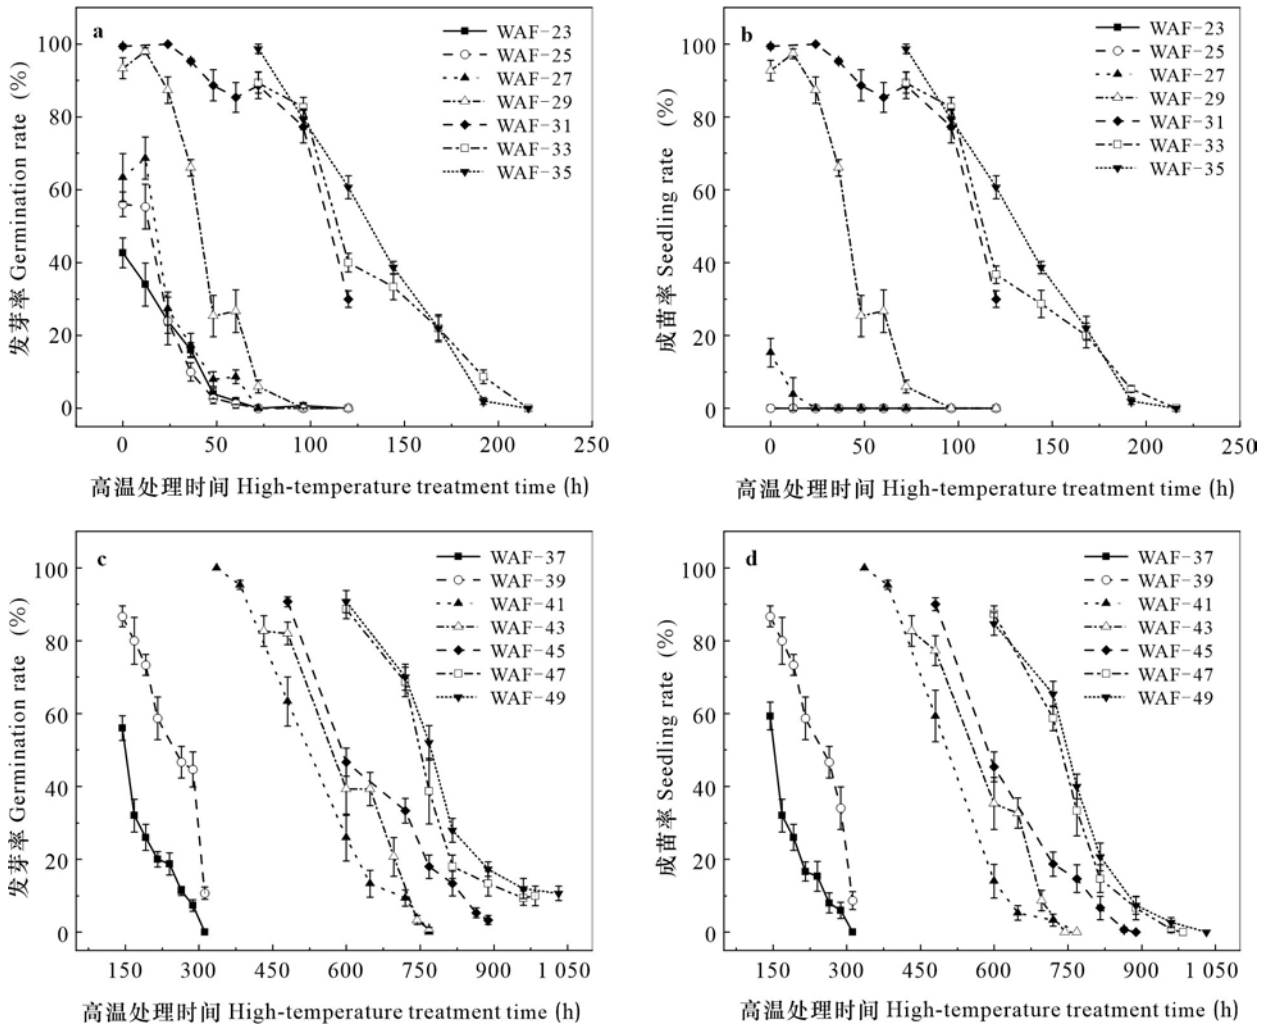 a
WAF-23
WAF-25
WAF-27
WAF-29
WAF-31
WAF-33
WAF-35
100
80
60
40
20
0
发芽率 Germination rate (%)
0 50 100 150 200 250
高温处理时间 High-temperature treatment time (h)
b
WAF-23
WAF-25
WAF-27
WAF-29
WAF-31
WAF-33
WAF-35
100
80
60
40
20
0
成苗率 Seedling rate (%)
0 50 100 150 200 250
高温处理时间 High-temperature treatment time (h)
c
WAF-37
WAF-39
WAF-41
WAF-43
WAF-45
WAF-47
WAF-49
100
80
60
40
20
0
发芽率 Germination rate (%)
150 300 450 600 750 900 1 050
高温处理时间 High-temperature treatment time (h)
d
WAF-37
WAF-39
WAF-41
WAF-43
WAF-45
WAF-47
WAF-49
100
80
60
40
20
0
成苗率 Seedling rate (%)
150 300 450 600 750 900 1 050
高温处理时间 High-temperature treatment time (h)